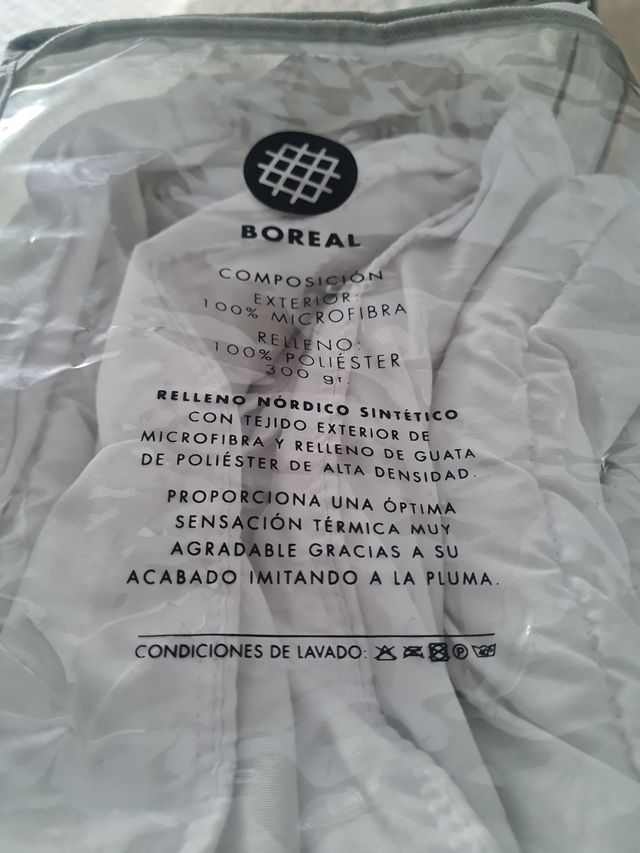 BOREAL
COMPOSICIÓN
EXTERIOR:
100% MICROFIBRA
RELLENO:
100% POLIÉSTER
300 gr.
RELLENO NÓRDICO SINTÉTICO
CON TEJIDO EXTERIOR DE
MICROFIBRA Y RELLENO DE GUATA
DE POLIÉSTER DE ALTA DENSIDAD.
PROPORCIONA UNA ÓPTIMA
SENSACIÓN TÉRMICA MUY
AGRADABLE GRACIAS A SU
ACABADO IMITANDO A LA PLUMA.
CONDICIONES DE LAVADO: P